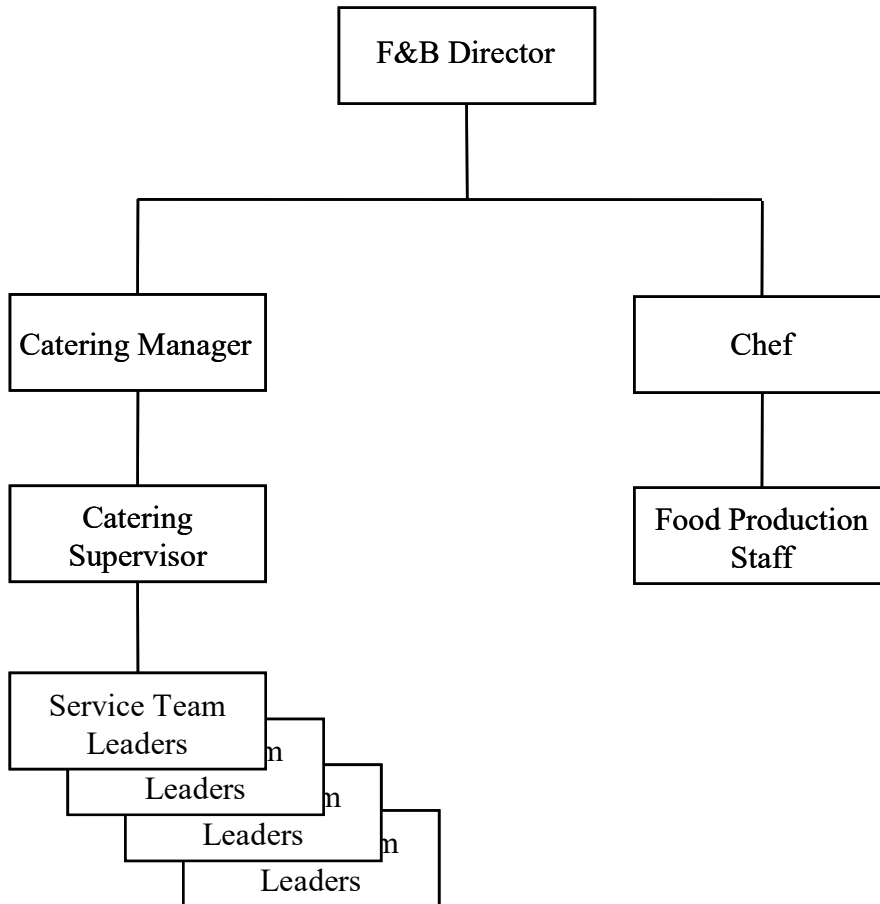 F&B Director
Catering Manager
Chef
Catering
Supervisor
Food Production
Staff
Service Team
Leaders
m
Leaders
m
Leaders
m
Leaders